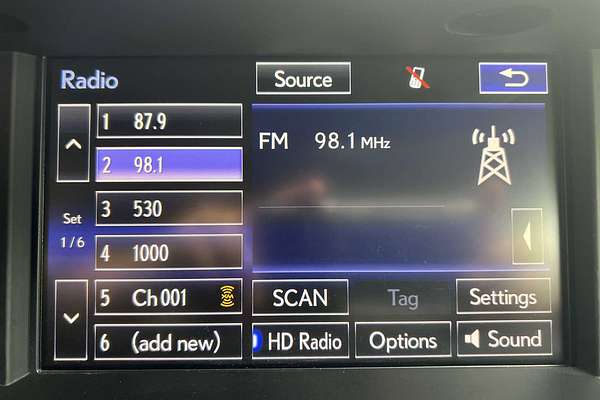 Radio
Source
1 87.9
2 98.1
3 530
4 1000
5 Ch 001
6 (add new)
Set
1/6
FM 98.1 MHz
SCAN
Tag
Settings
HD Radio
Options
Sound